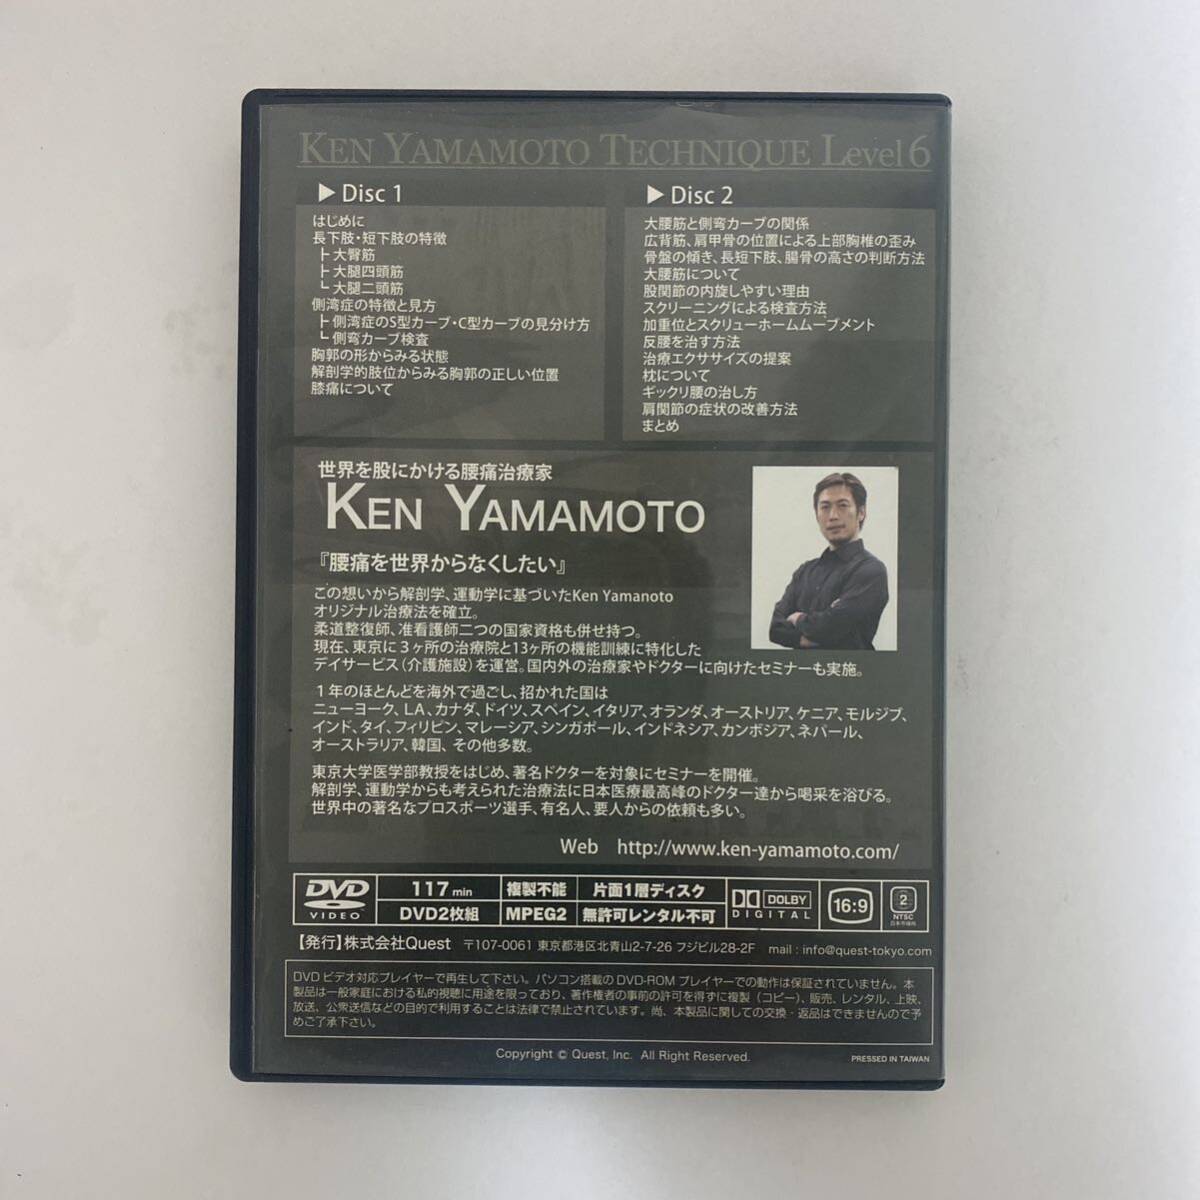 KEN YAMAMOTO TECHNIQUE Level 6
▶ Disc 1
はじめに
長下肢・短下肢の特徴
┣ 大臀筋
┣ 大腿四頭筋
┗ 大腿二頭筋
側湾症の特徴と見方
┣ 側湾症のS型カーブ・C型カーブの見分け方
┗ 側弯カーブ検査
胸郭の形からみる状態
解剖学的肢位からみる胸郭の正しい位置
膝痛について
▶ Disc 2
大腰筋と側弯カーブの関係
広背筋、肩甲骨の位置による上部胸椎の歪み
骨盤の傾き、長短下肢、腸骨の高さの判断方法
大腰筋について
股関節の内旋しやすい理由
スクリーニングによる検査方法
加重位とスクリューホームムーブメント
反腰を治す方法
治療エクササイズの提案
枕について
ギックリ腰の治し方
肩関節の症状の改善方法
まとめ
世界を股にかける腰痛治療家
KEN YAMAMOTO
『腰痛を世界からなくしたい』
この想いから解剖学、運動学に基づいたKen Yamanoto
オリジナル治療法を確立。
柔道整復師、准看護師二つの国家資格も併せ持つ。
現在、東京に３ヶ所の治療院と13ヶ所の機能訓練に特化した
デイサービス（介護施設）を運営。国内外の治療家やドクターに向けたセミナーも実施。
１年のほとんどを海外で過ごし、招かれた国は
ニューヨーク、LA、カナダ、ドイツ、スペイン、イタリア、オランダ、オーストリア、ケニア、モルジブ、
インド、タイ、フィリピン、マレーシア、シンガポール、インドネシア、カンボジア、ネパール、
オーストラリア、韓国、その他多数。
東京大学医学部教授をはじめ、著名ドクターを対象にセミナーを開催。
解剖学、運動学からも考えられた治療法に日本医療最高峰のドクター達から喝采を浴びる。
世界中の著名なプロスポーツ選手、有名人、要人からの依頼も多い。
Web http://www.ken-yamamoto.com/
DVD VIDEO
117 min
複製不能
片面1層ディスク
DVD2枚組
MPEG2
無許可レンタル不可
DOLBY DIGITAL
16:9
2
NTSC
日本市場向
【発行】株式会社Quest 〒107-0061 東京都港区北青山2-7-26 フジビル28-2F mail : info@quest-tokyo.com
DVD ビデオ対応プレイヤーで再生して下さい。パソコン搭載の DVD-ROM プレイヤーでの動作は保証されていません。本
製品は一般家庭における私的視聴に用途を限っており、著作権者の事前の許可を得ずに複製（コピー）、販売、レンタル、上映、
放送、公衆送信などの目的で利用することは法律で禁止されています。尚、本製品に関しての交換・返品はできませんので予
めご了承下さい。
Copyright © Quest, Inc. All Right Reserved.
PRESSED IN TAIWAN